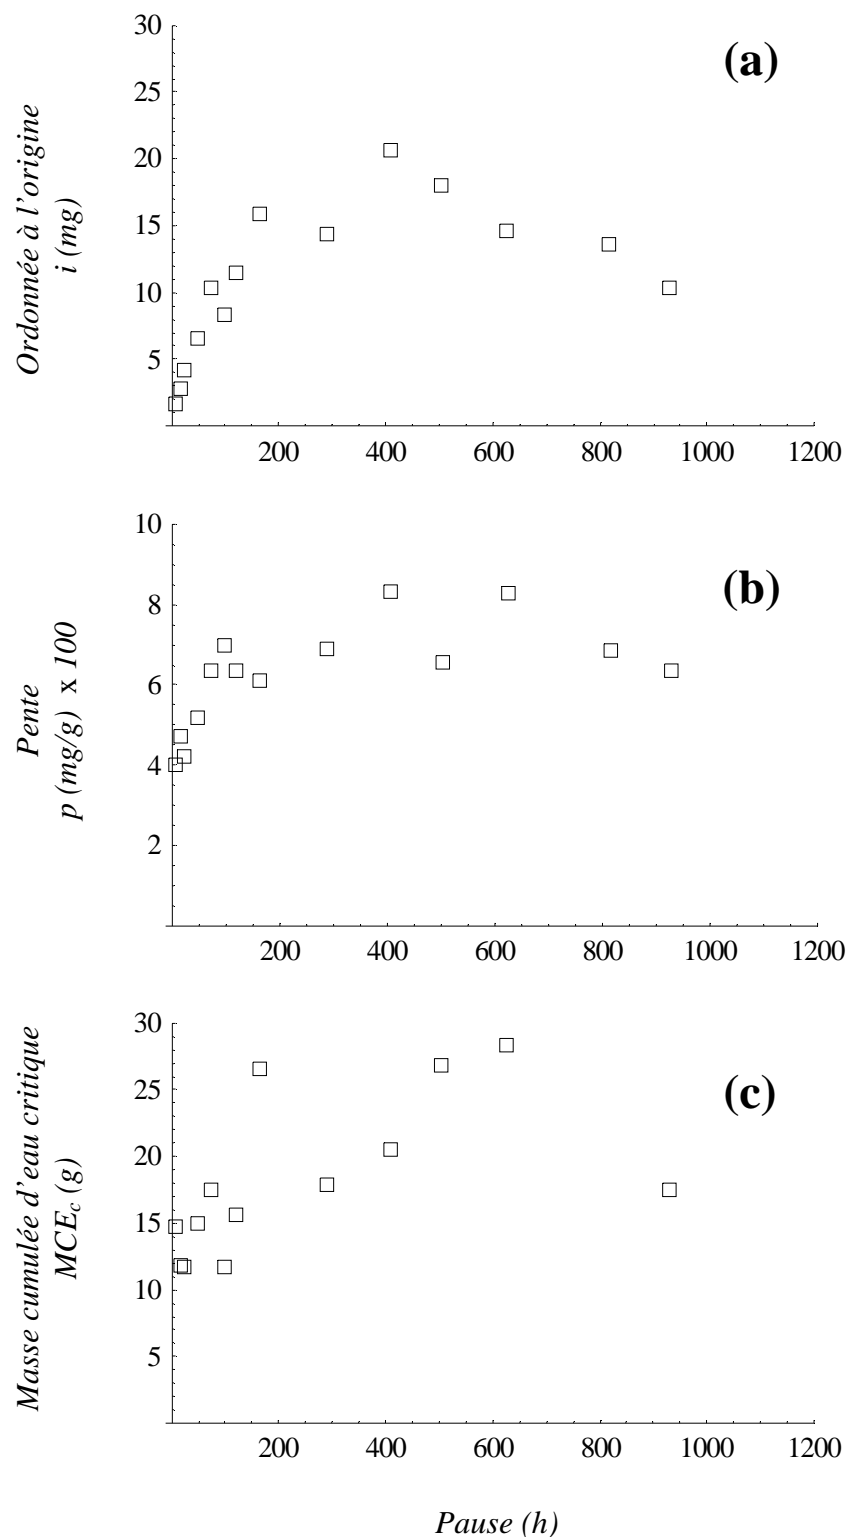 30
(a)
25
20
15
10
5
200 400 600 800 1000 1200
Ordonnée à l'origine
i (mg)
10
(b)
8
6
4
2
200 400 600 800 1000 1200
Pente
p (mg/g) x 100
30
(c)
25
20
15
10
5
200 400 600 800 1000 1200
Masse cumulée d'eau critique
MCEc (g)
Pause (h)